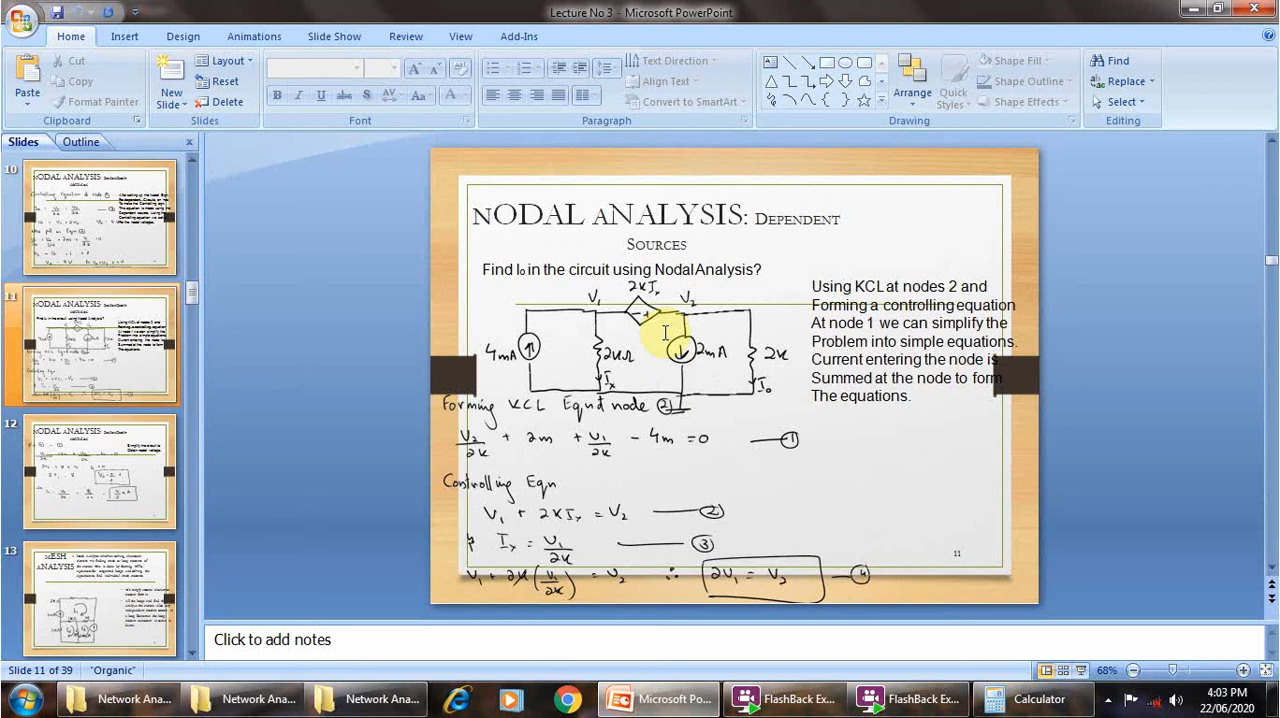 Lecture No 3 - Microsoft PowerPoint
Home Insert Design Animations Slide Show Review View Add-Ins
Paste
Cut
Copy
Format Painter
Clipboard
New
Slide
Layout
Reset
Delete
Slides
Font
Text Direction
Align Text
Convert to SmartArt
Paragraph
Arrange
Quick
Styles
Shape Fill
Shape Outline
Shape Effects
Drawing
Find
Replace
Select
Editing
Slides Outline
10
NODAL ANALYSIS:
11
12
13
MESH
ANALYSIS
NODAL ANALYSIS: DEPENDENT
SOURCES
Find Io in the circuit using Nodal Analysis?
2kIx
V1 V2
- +
4mA 2kΩ 2mA 2k
Ix Io
Forming KCL Eqn at node 2
V2/2k + 2m + V1/2k - 4m = 0 ①
Controlling Eqn
V1 + 2kIx = V2 ②
Ix = V1/2k ③
V1 + 2k(V1/2k) = V2 ∴ 2V1 = V2 ④
Using KCL at nodes 2 and
Forming a controlling equation
At node 1 we can simplify the
Problem into simple equations.
Current entering the node is
Summed at the node to form
The equations.
11
Click to add notes
Slide 11 of 39 "Organic" 68%
Network Ana... Network Ana... Network Ana... Microsoft PowerPo... FlashBack Ex... FlashBack Ex... Calculator
4:03 PM
22/06/2020